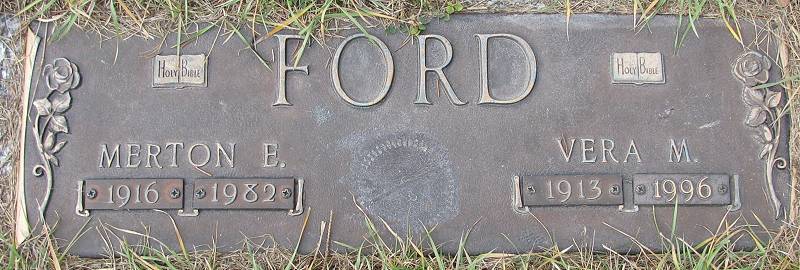 HOLY BIBLE
FORD
HOLY BIBLE
MERTON E.
1916 1982
VERA M.
1913 1996